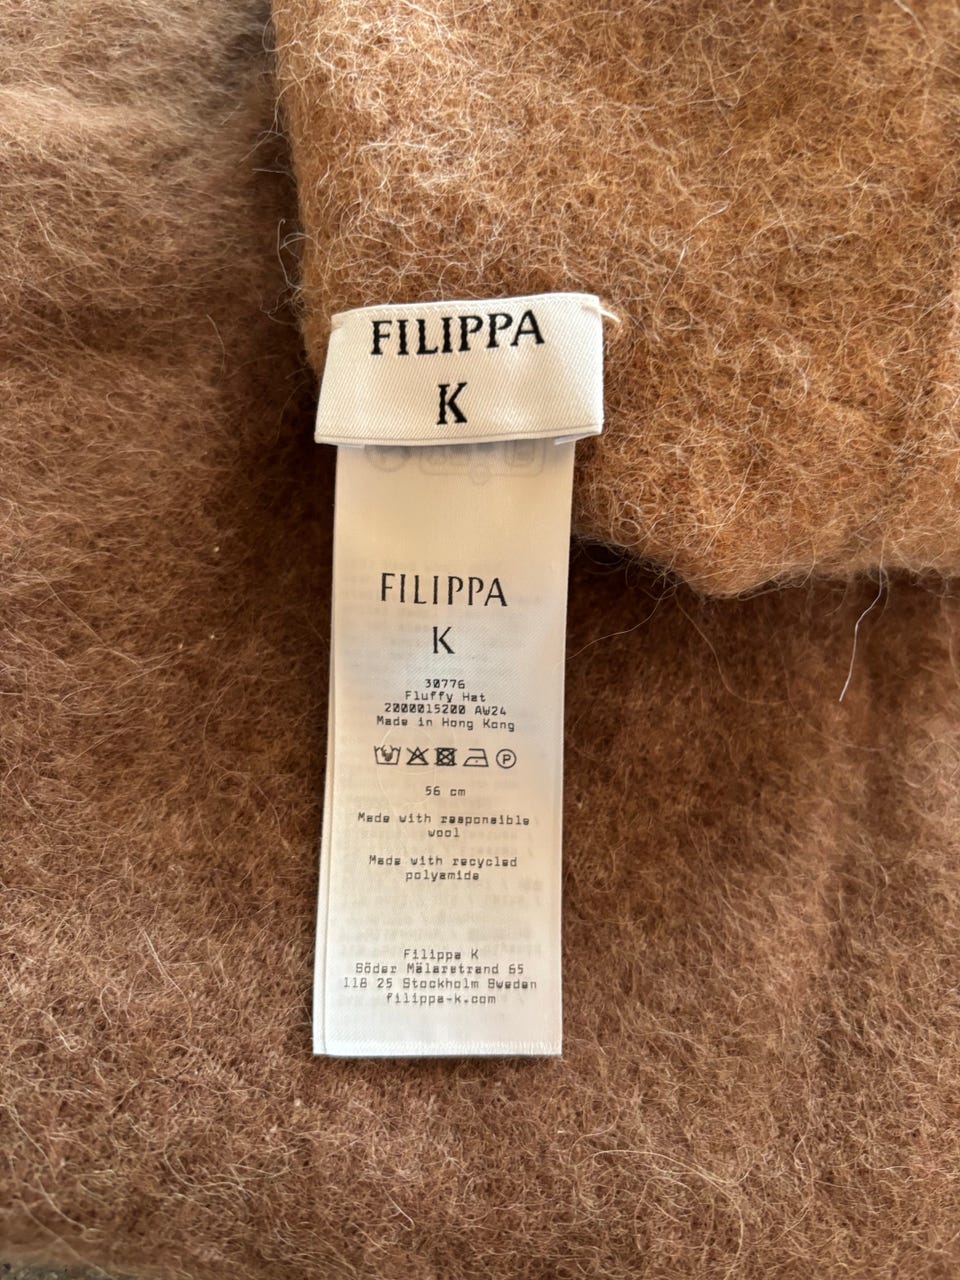 FILIPPA
K
FILIPPA
K
30776
Fluffy Hat
2000015200 AW24
Made in Hong Kong
P
56 cm
Made with responsible
wool
Made with recycled
polyamide
Filippa K
Söder Mälarstrand 65
118 25 Stockholm Sweden
filippa-k.com